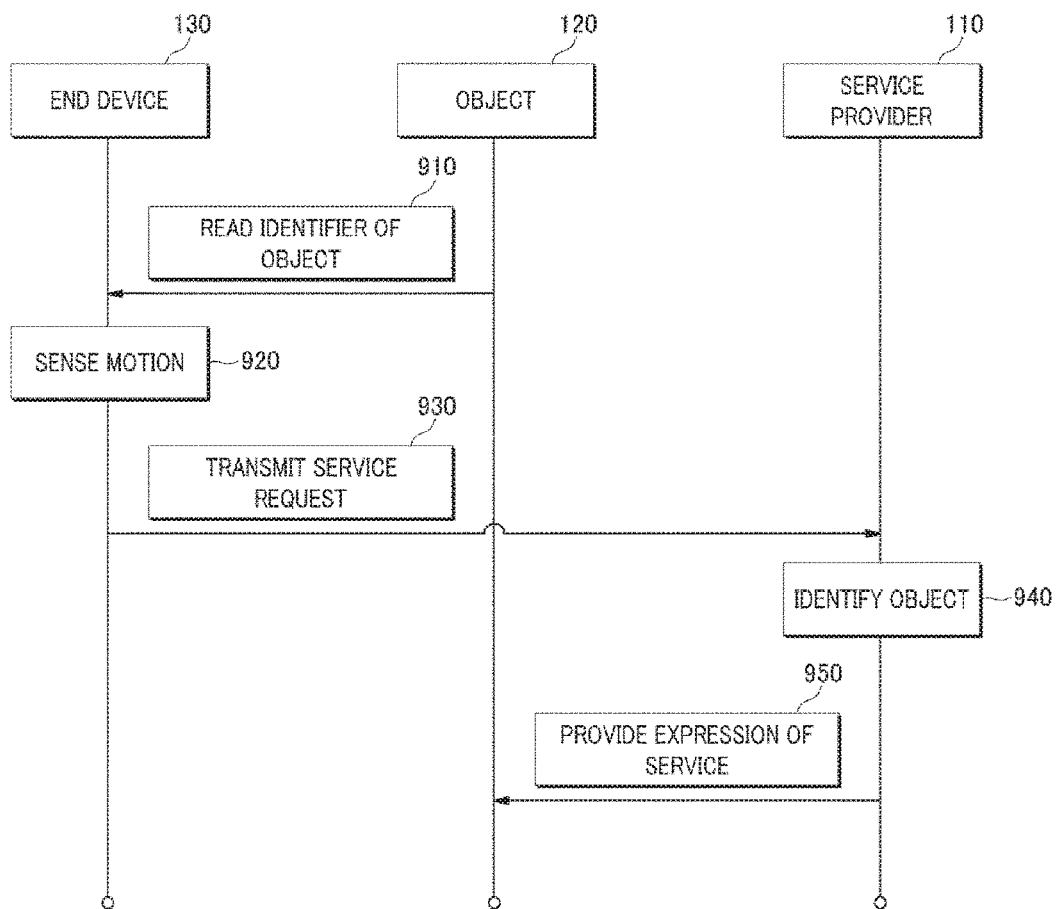 130
120
110
END DEVICE
OBJECT
SERVICE
PROVIDER
910
READ IDENTIFIER OF
OBJECT
SENSE MOTION
920
930
TRANSMIT SERVICE
REQUEST
IDENTIFY OBJECT
940
950
PROVIDE EXPRESSION OF
SERVICE